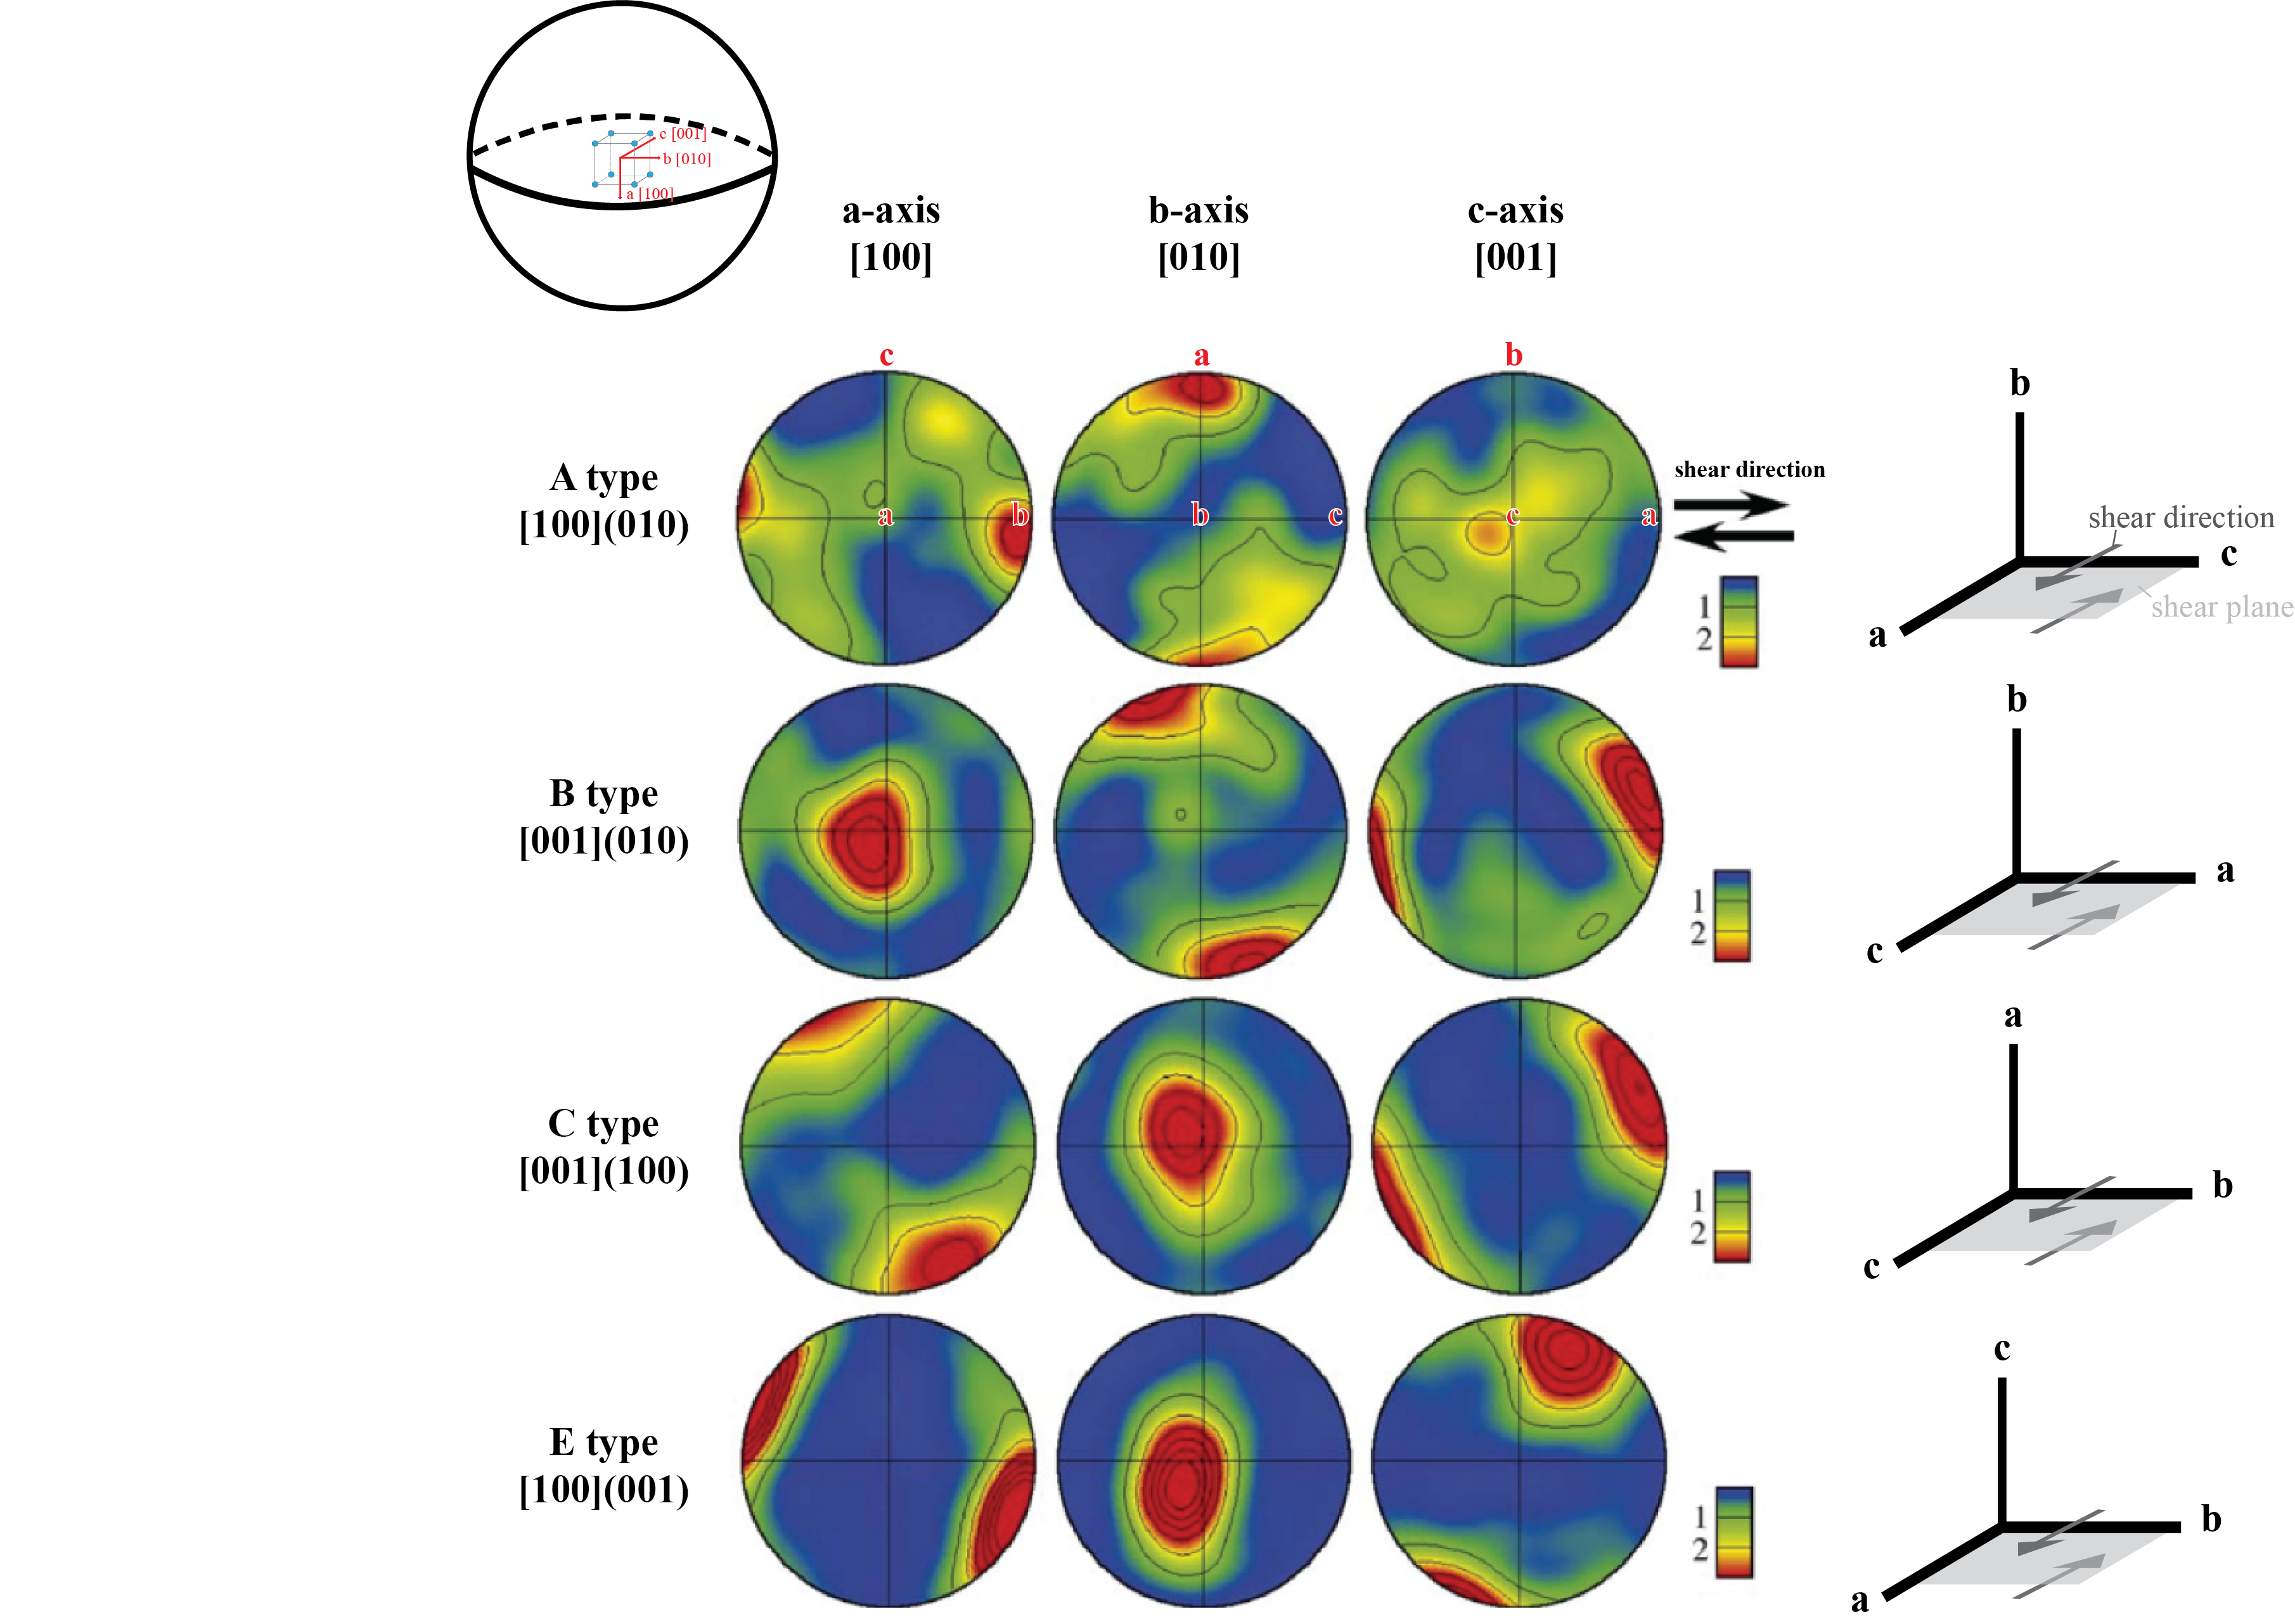 c [001]
b [010]
a [100]
a-axis
[100]
b-axis
[010]
c-axis
[001]
c
a
b
A type
[100](010)
a
b
b
c
c
a
shear direction
1
2
b
shear direction
c
shear plane
a
B type
[001](010)
1
2
b
a
c
C type
[001](100)
1
2
a
b
c
E type
[100](001)
1
2
c
b
a